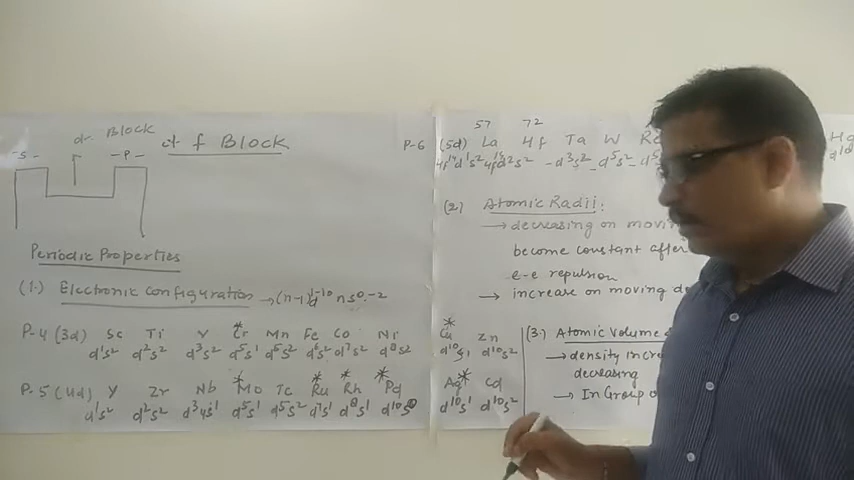 d- BLOCK
-S-
-P-
d f Block
Periodic Properties
(1.) Electronic Configuration → (n-1)d1-10 ns0-2
P-4 (3d) Sc Ti V Cr* Mn Fe Co Ni Cu* Zn
d1s2 d2s2 d3s2 d5s1 d5s2 d6s2 d7s2 d8s2 d10s1 d10s2
P-5 (4d) Y Zr Nb Mo* Tc Ru* Rh* Pd* Ag* Cd
d1s2 d2s2 d5s1 d5s2 d7s1 d8s1 d10s0 d10s1 d10s2
57 72
P-6 (5d) La Hf Ta W Hg
d1s2 4f14d2s2 -d3s2 -d5s2
(2) Atomic Radii:
→ decreasing on movin
become constant after
e-e repulsion
→ increase on moving d
(3.) Atomic Volume &
→ density incre
decreasing
→ In Group